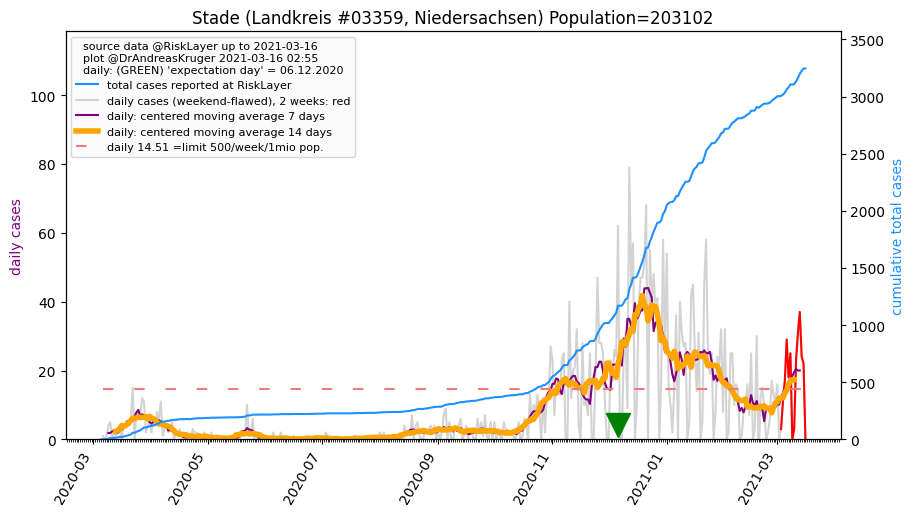 Stade (Landkreis #03359, Niedersachsen) Population=203102
source data @RiskLayer up to 2021-03-16
plot @DrAndreasKruger 2021-03-16 02:55
daily: (GREEN) 'expectation day' = 06.12.2020
total cases reported at RiskLayer
daily cases (weekend-flawed), 2 weeks: red
daily: centered moving average 7 days
daily: centered moving average 14 days
daily 14.51 =limit 500/week/1mio pop.
daily cases
100
80
60
40
20
0
cumulative total cases
3500
3000
2500
2000
1500
1000
500
0
2020-03
2020-05
2020-07
2020-09
2020-11
2021-01
2021-03